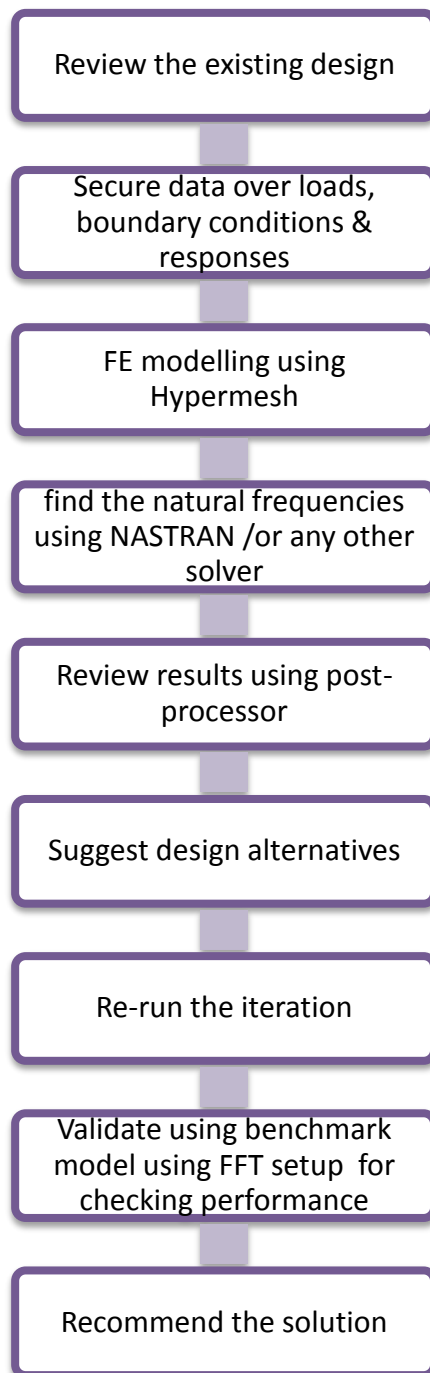 Review the existing design
Secure data over loads,
boundary conditions &
responses
FE modelling using
Hypermesh
find the natural frequencies
using NASTRAN /or any other
solver
Review results using post-
processor
Suggest design alternatives
Re-run the iteration
Validate using benchmark
model using FFT setup  for
checking performance
Recommend the solution